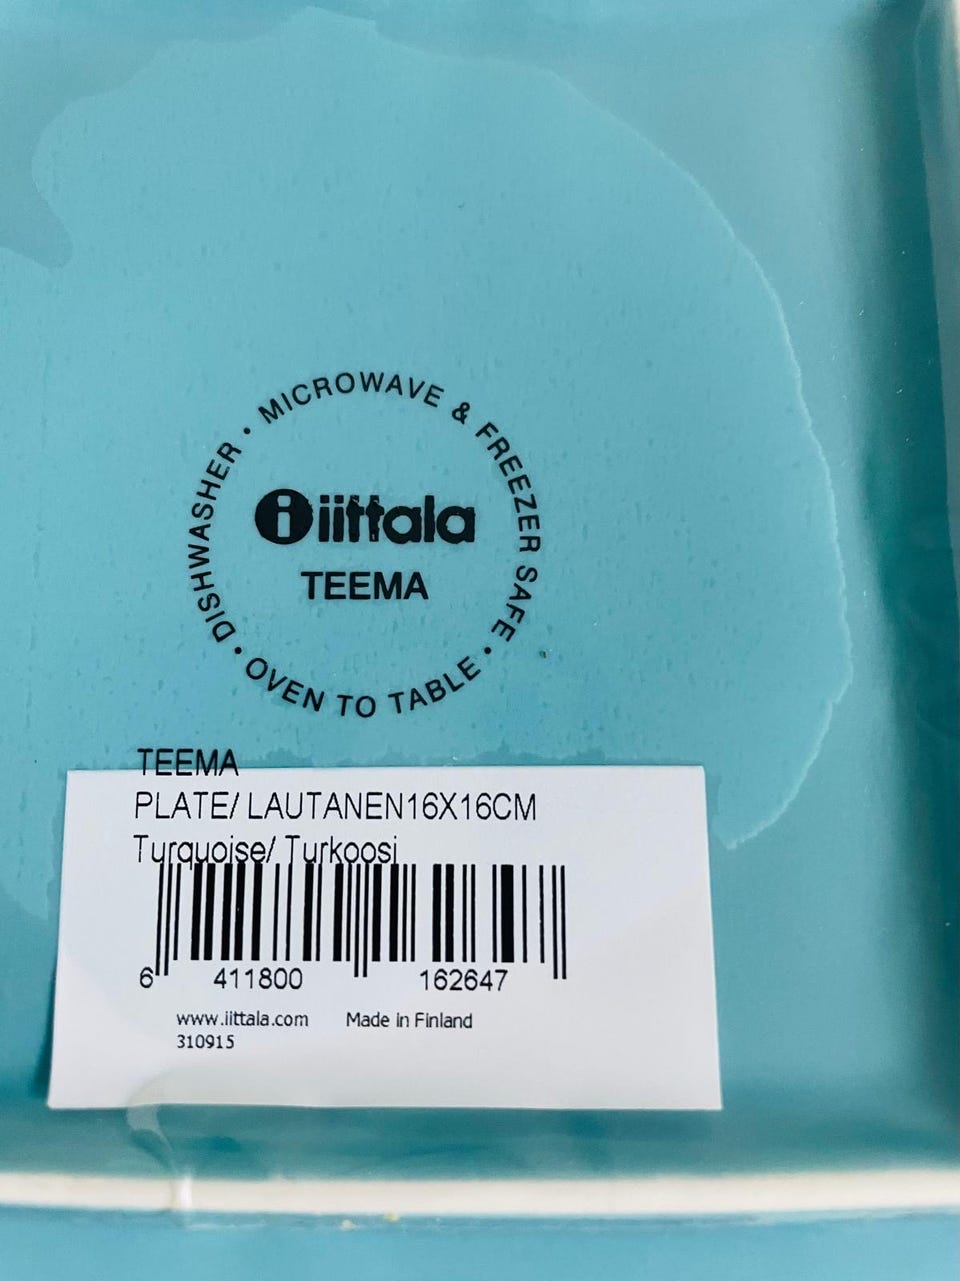 DISHWASHER • MICROWAVE & FREEZER SAFE • OVEN TO TABLE •
i iittala
TEEMA
TEEMA
PLATE/ LAUTANEN16X16CM
Turquoise/ Turkoosi
6 411800 162647
www.iittala.com Made in Finland
310915